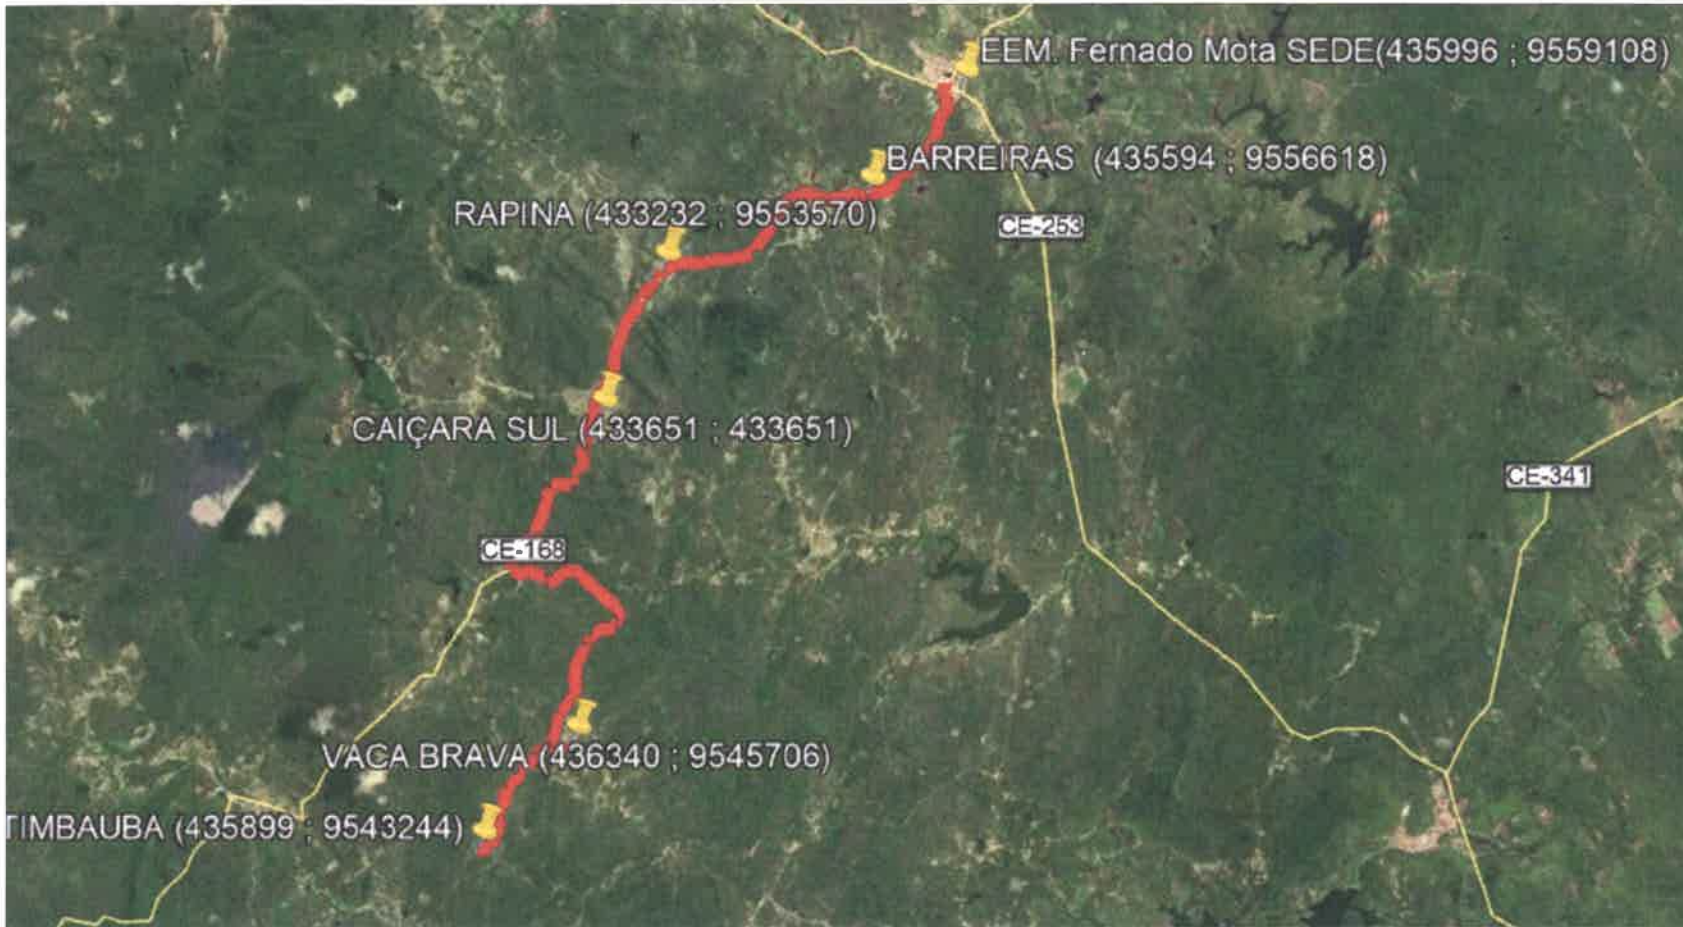 EEM. Fernado Mota SEDE(435996 ; 9559108)
BARREIRAS (435594 ; 9556618)
RAPINA (433232 ; 9553570)
CE-253
CAIÇARA SUL (433651 ; 433651)
CE-341
CE-168
VACA BRAVA (436340 ; 9545706)
TIMBAUBA (435899 ; 9543244)